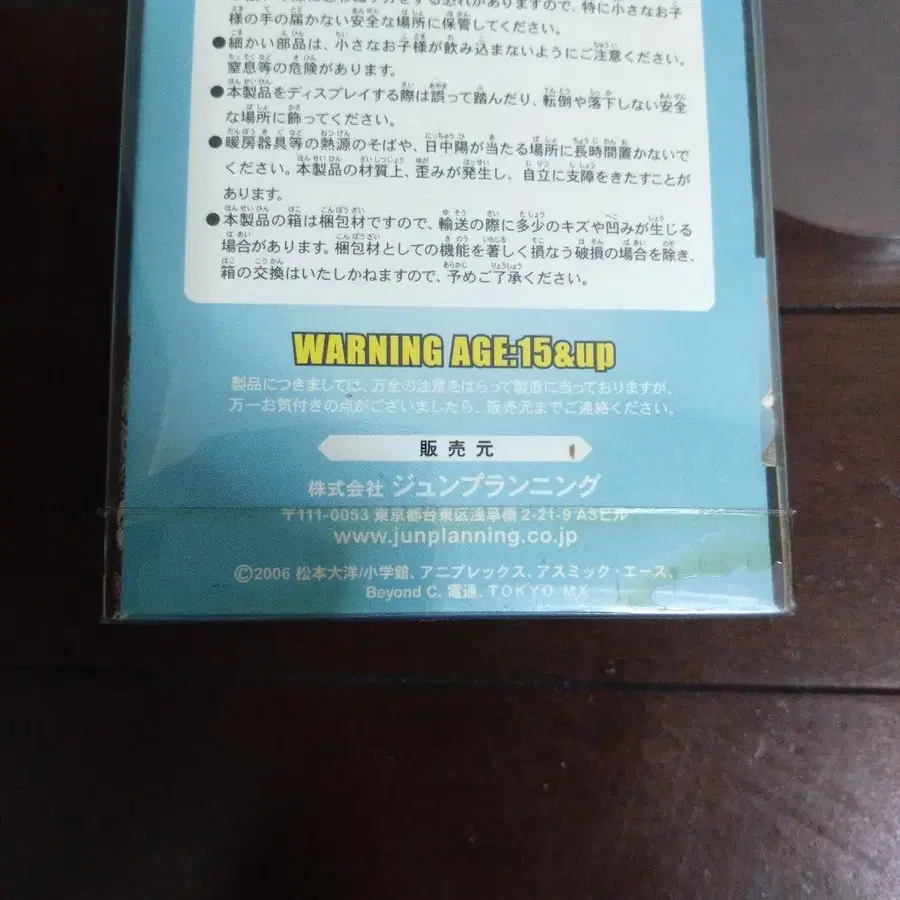 様の手の届かない安全な場所に保管してください。
●細かい部品は、小さなお子様が飲み込まないようにご注意ください。
窒息等の危険があります。
●本製品をディスプレイする際は誤って踏んだり、転倒や落下しない安全
な場所に飾ってください。
●暖房器具等の熱源のそばや、日中陽が当たる場所に長時間置かないで
ください。本製品の材質上、歪みが発生し、自立に支障をきたすことが
あります。
●本製品の箱は梱包材ですので、輸送の際に多少のキズや凹みが生じる
場合があります。梱包材としての機能を著しく損なう破損の場合を除き、
箱の交換はいたしかねますので、予めご了承ください。
WARNING AGE:15&up
製品につきましては、万全の注意をはらって製造に当っておりますが、
万一お気付きの点がございましたら、販売元までご連絡ください。
販売元
株式会社 ジュンプランニング
〒111-0053 東京都台東区浅草橋 2-21-9 ASビル
www.junplanning.co.jp
©2006 松本大洋/小学館、アニプレックス、アスミック・エース、
Beyond C、電通、TOKYO MX